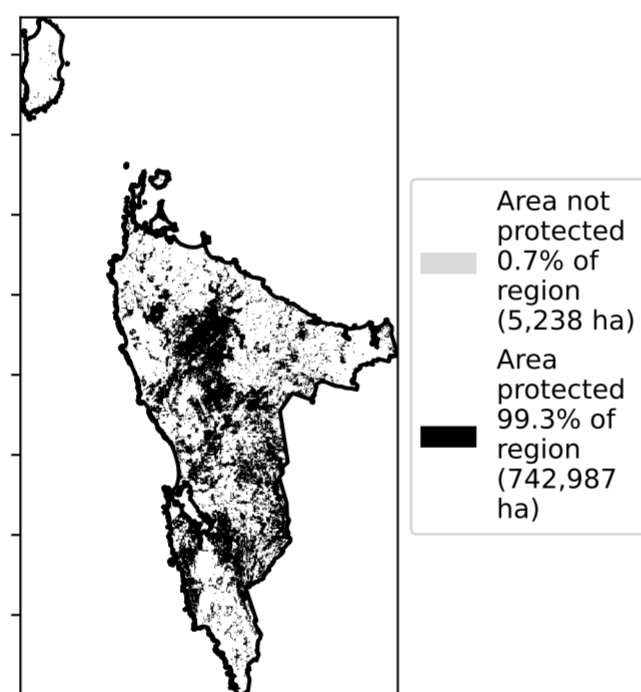 Area not
protected
0.7% of
region
(5,238 ha)
Area
protected
99.3% of
region
(742,987
ha)